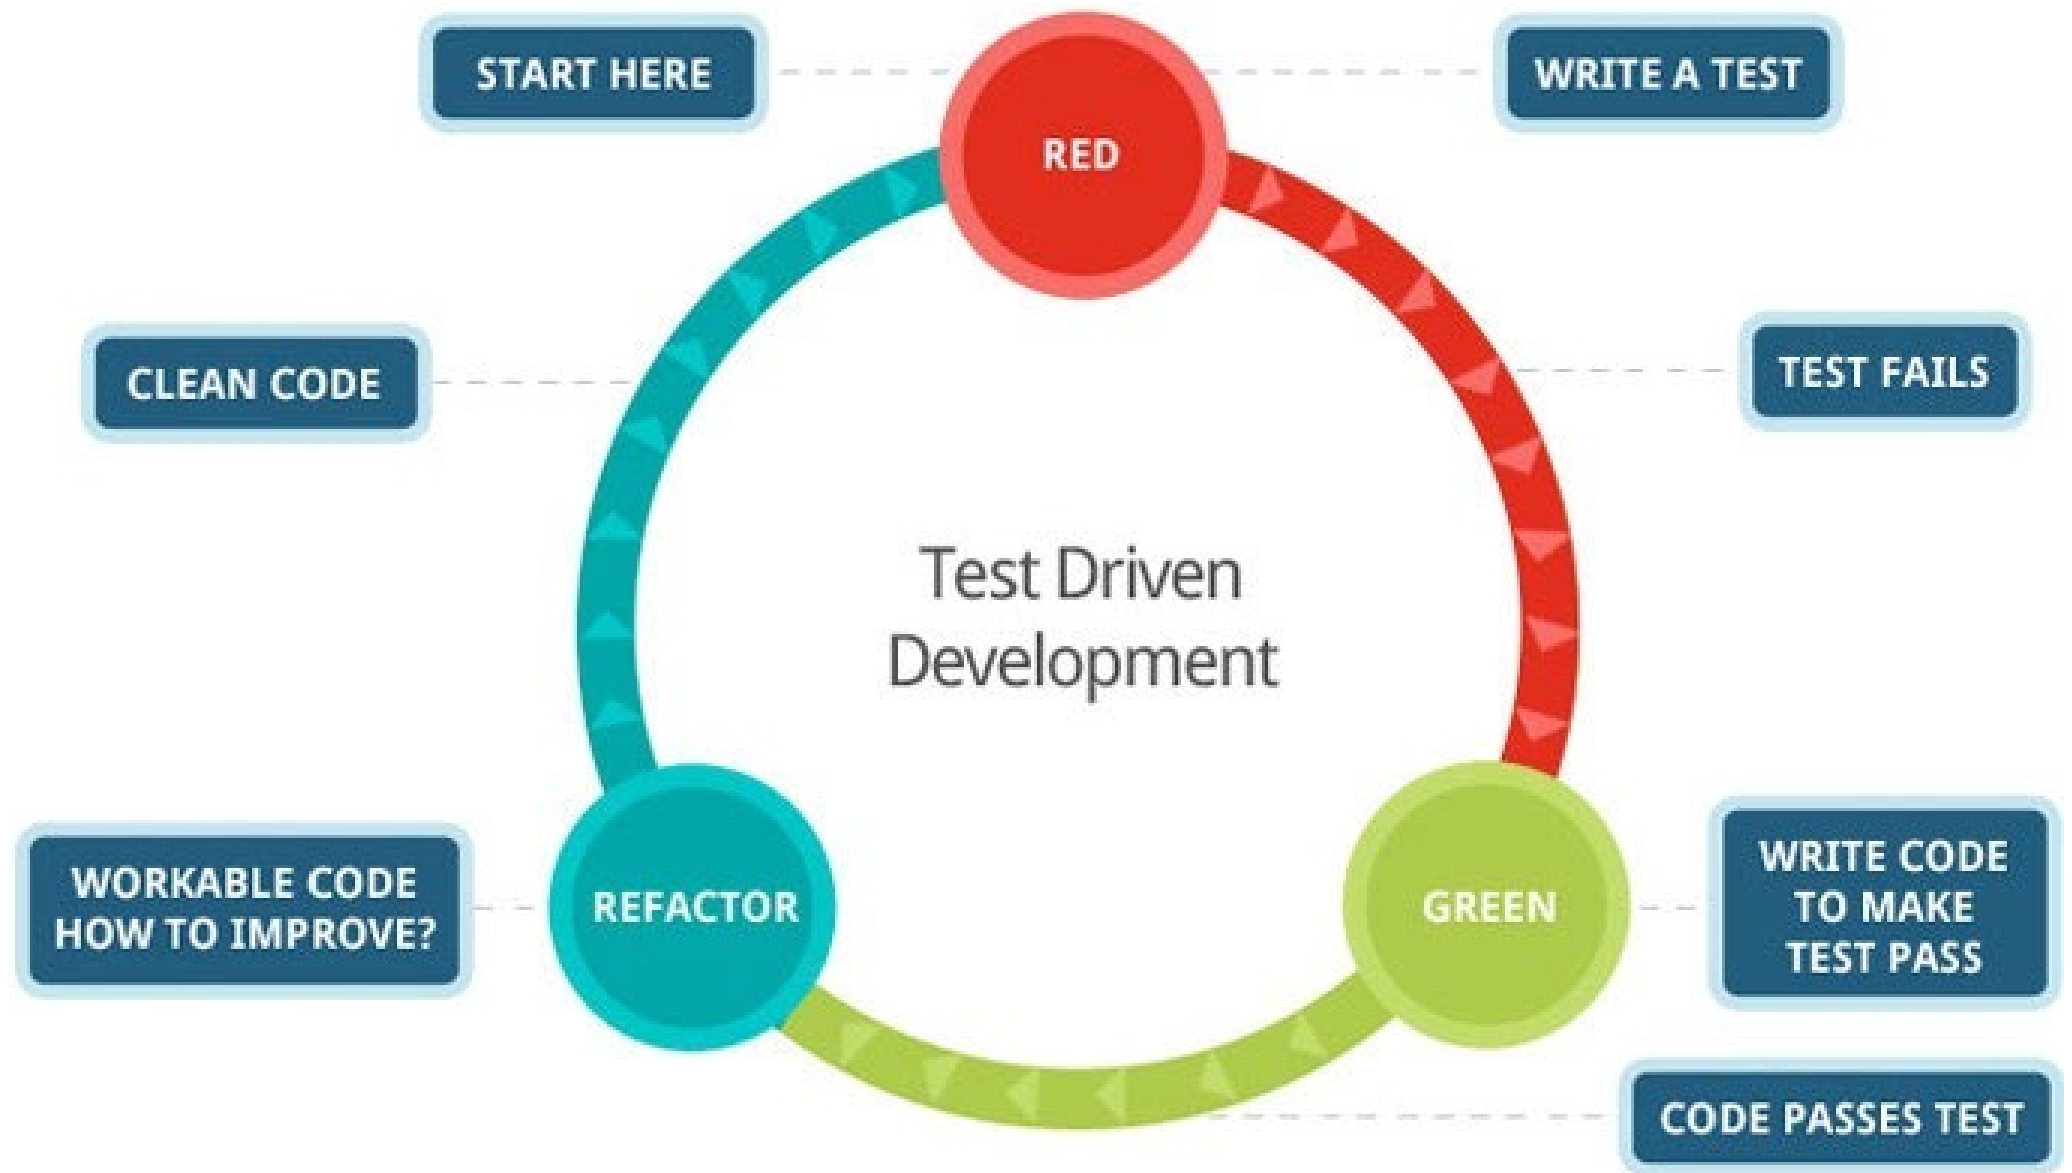 START HERE
WRITE A TEST
RED
CLEAN CODE
TEST FAILS
Test Driven
Development
WORKABLE CODE
HOW TO IMPROVE?
REFACTOR
GREEN
WRITE CODE
TO MAKE
TEST PASS
CODE PASSES TEST